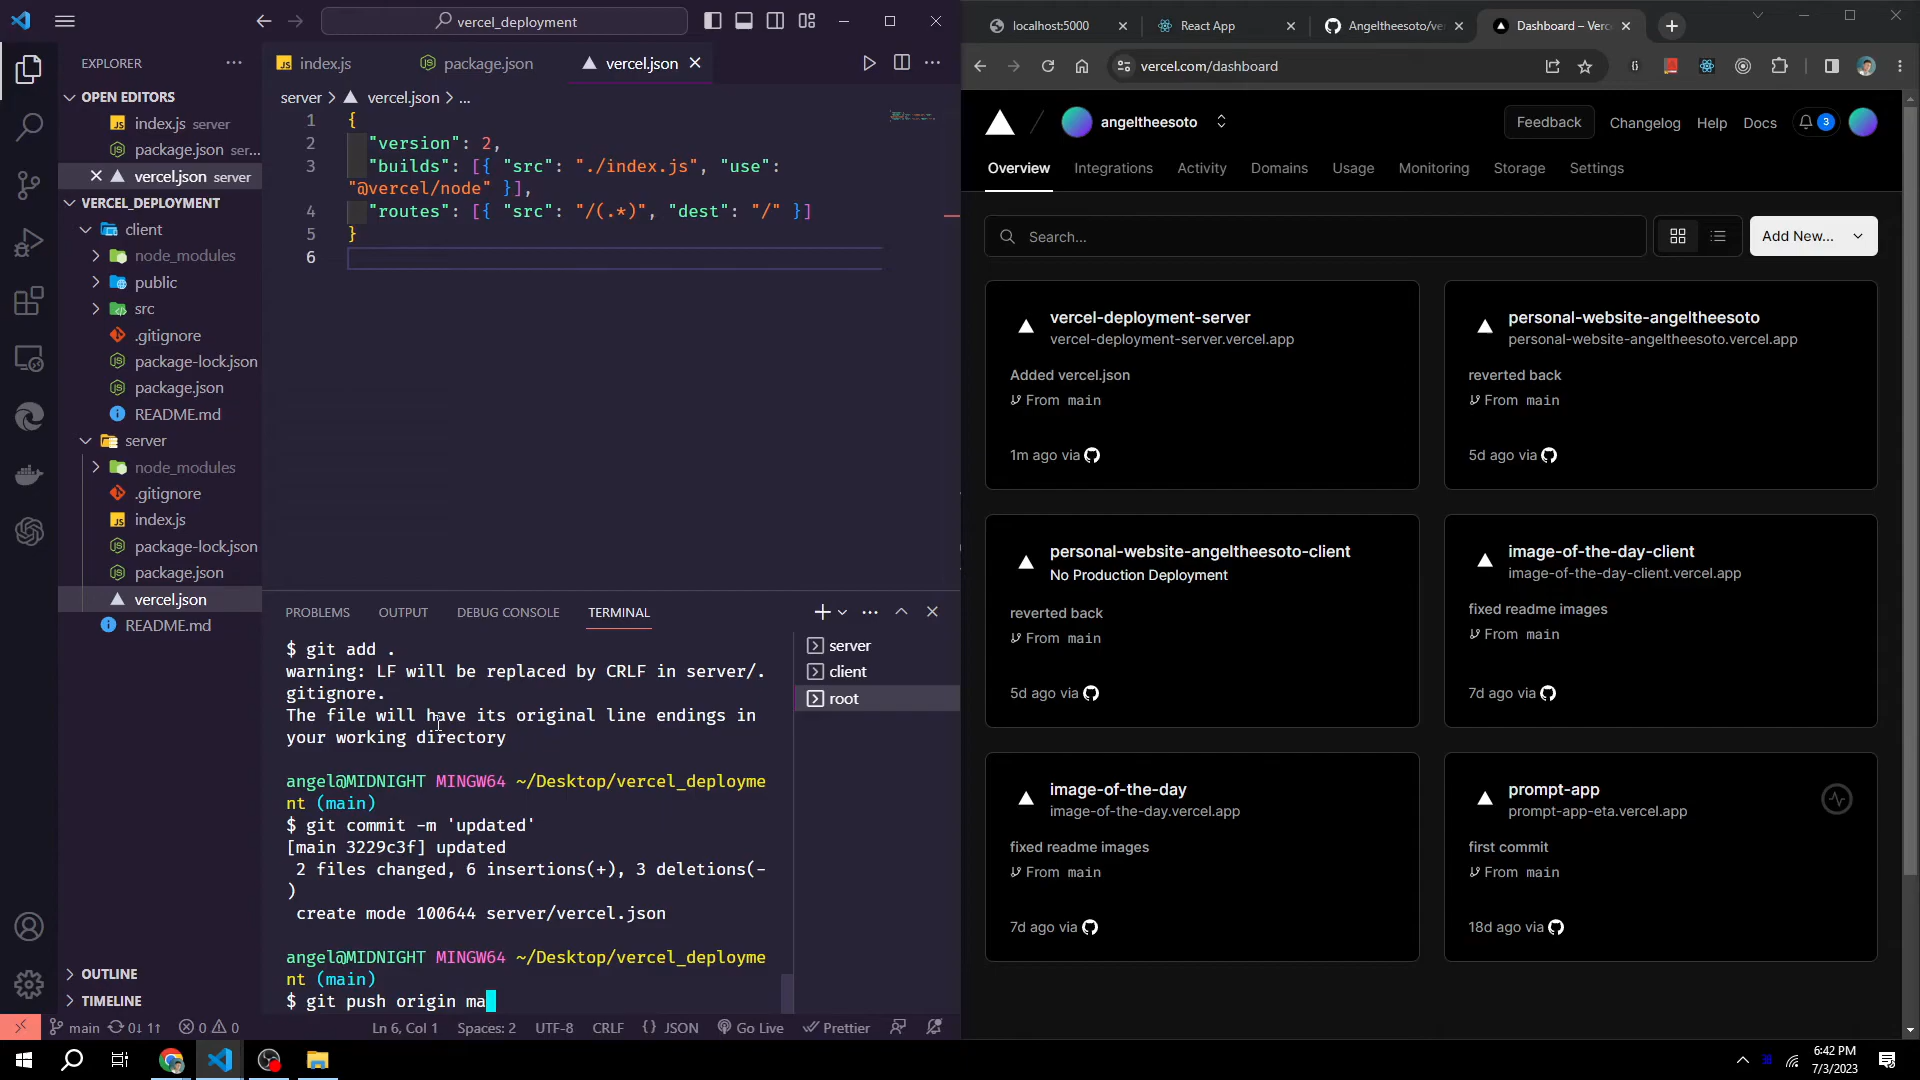 vercel_deployment
EXPLORER
OPEN EDITORS
index.js server
package.json ser...
vercel.json server
VERCEL_DEPLOYMENT
client
node_modules
public
src
.gitignore
package-lock.json
package.json
README.md
server
node_modules
.gitignore
index.js
package-lock.json
package.json
vercel.json
README.md
OUTLINE
TIMELINE
index.js
package.json
vercel.json
server > vercel.json > ...
1 {
2 "version": 2,
3 "builds": [{ "src": "./index.js", "use":
"@vercel/node" }],
4 "routes": [{ "src": "/(.*)", "dest": "/" }]
5 }
6
PROBLEMS OUTPUT DEBUG CONSOLE TERMINAL
$ git add .
warning: LF will be replaced by CRLF in server/.
gitignore.
The file will have its original line endings in
your working directory
angel@MIDNIGHT MINGW64 ~/Desktop/vercel_deployme
nt (main)
$ git commit -m 'updated'
[main 3229c3f] updated
2 files changed, 6 insertions(+), 3 deletions(-
)
create mode 100644 server/vercel.json
angel@MIDNIGHT MINGW64 ~/Desktop/vercel_deployme
nt (main)
$ git push origin ma
server
client
root
main 0↓ 1↑ 0 0 Ln 6, Col 1 Spaces: 2 UTF-8 CRLF {} JSON Go Live Prettier
localhost:5000
React App
Angeltheesoto/ve
Dashboard – Verc
vercel.com/dashboard
angeltheesoto
Feedback Changelog Help Docs 3
Overview Integrations Activity Domains Usage Monitoring Storage Settings
Search...
Add New...
vercel-deployment-server
vercel-deployment-server.vercel.app
Added vercel.json
From main
1m ago via
personal-website-angeltheesoto
personal-website-angeltheesoto.vercel.app
reverted back
From main
5d ago via
personal-website-angeltheesoto-client
No Production Deployment
reverted back
From main
5d ago via
image-of-the-day-client
image-of-the-day-client.vercel.app
fixed readme images
From main
7d ago via
image-of-the-day
image-of-the-day.vercel.app
fixed readme images
From main
7d ago via
prompt-app
prompt-app-eta.vercel.app
first commit
From main
18d ago via
6:42 PM
7/3/2023